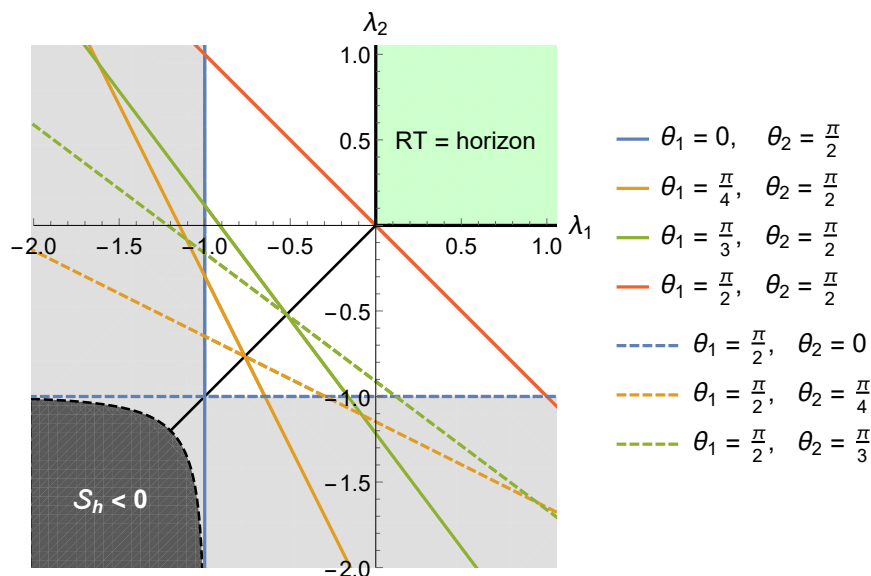 λ₂
1.0
0.5
RT = horizon
-2.0 -1.5 -1.0 -0.5 0.5 1.0 λ₁
-0.5
-1.0
-1.5
-2.0
𝒮ₕ < 0
θ₁ = 0, θ₂ = π/2
θ₁ = π/4, θ₂ = π/2
θ₁ = π/3, θ₂ = π/2
θ₁ = π/2, θ₂ = π/2
θ₁ = π/2, θ₂ = 0
θ₁ = π/2, θ₂ = π/4
θ₁ = π/2, θ₂ = π/3